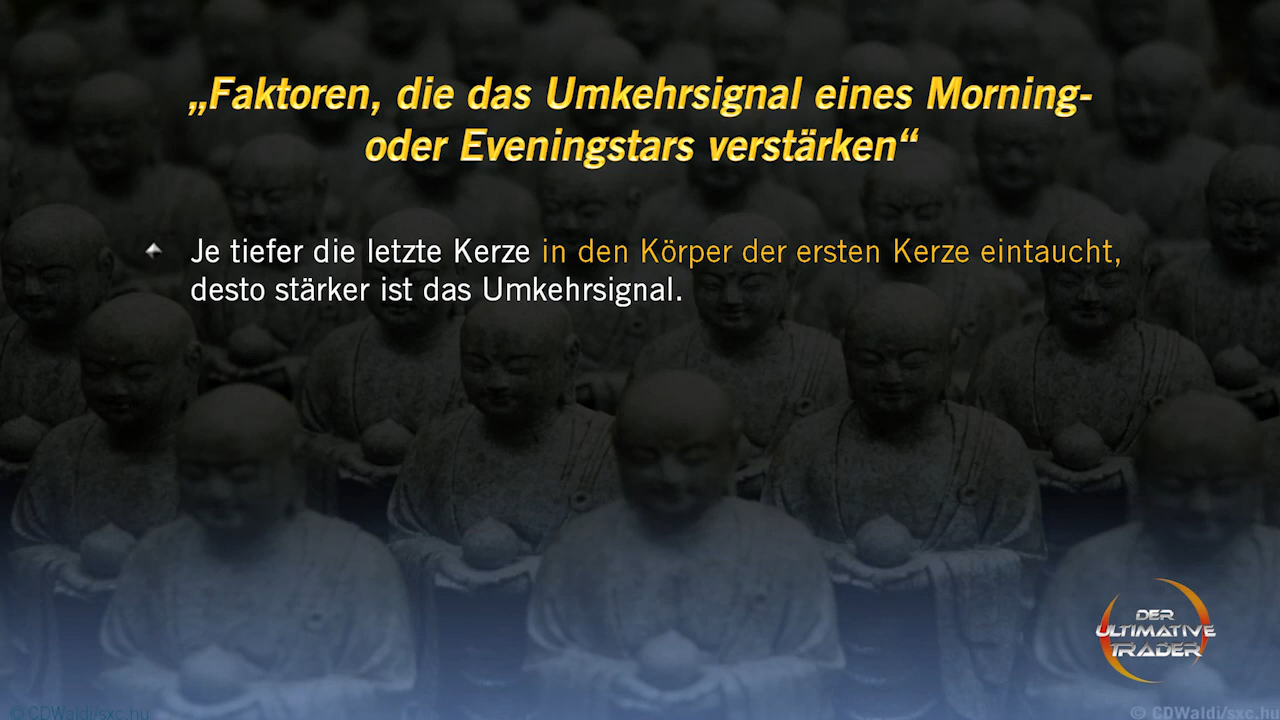 „Faktoren, die das Umkehrsignal eines Morning-
oder Eveningstars verstärken“
Je tiefer die letzte Kerze in den Körper der ersten Kerze eintaucht,
desto stärker ist das Umkehrsignal.
DER
ULTIMATIVE
TRADER
© CDWaldi/sxc.hu
© CDWaldi/sxc.hu